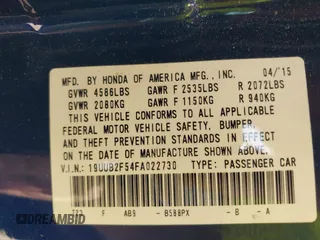 MFD. BY HONDA OF AMERICA MFG., INC. 04/15
GVWR 4586LBS GAWR F 2535LBS R 2072LBS
GVWR 2080KG GAWR F 1150KG R 940KG
THIS VEHICLE CONFORMS TO ALL APPLICABLE
FEDERAL MOTOR VEHICLE SAFETY, BUMPER,
AND THEFT PREVENTION STANDARDS IN EFFECT
ON THE DATE OF MANUFACTURE SHOWN ABOVE.
V.I.N.: 19UUB2F54FA022730 TYPE: PASSENGER CAR
F AB9 - B588PX - B - A
DREAMBID